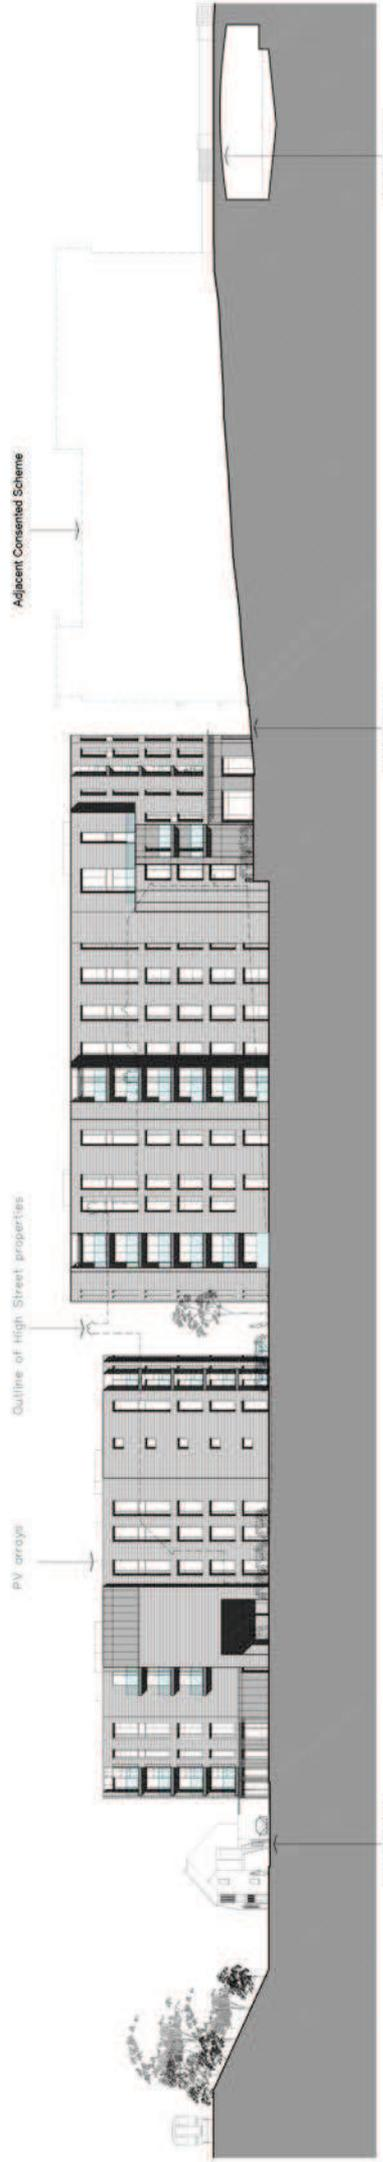 PV arrays
Outline of High Street properties
Adjacent Consented Scheme